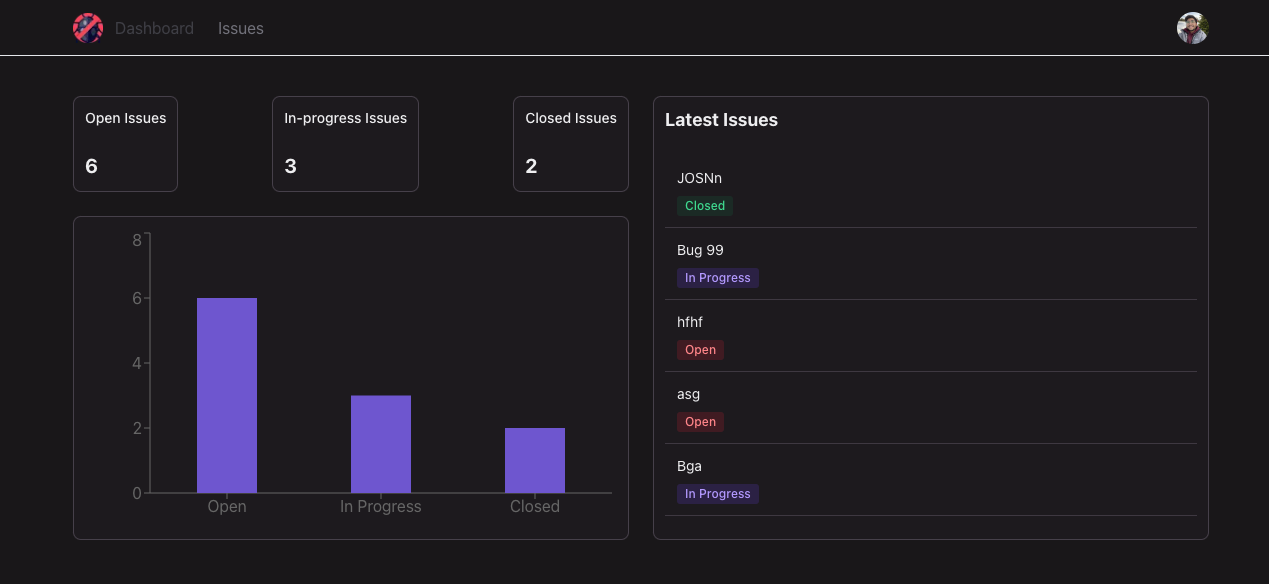 Dashboard Issues
Open Issues
6
In-progress Issues
3
Closed Issues
2
8
6
4
2
0
Open In Progress Closed
Latest Issues
JOSNn
Closed
Bug 99
In Progress
hfhf
Open
asg
Open
Bga
In Progress